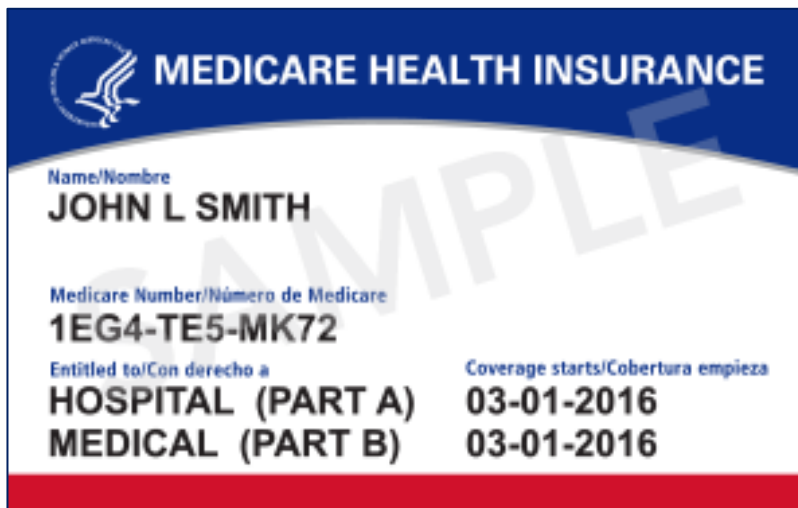 MEDICARE HEALTH INSURANCE
Name/Nombre
JOHN L SMITH
Medicare Number/Número de Medicare
1EG4-TE5-MK72
Entitled to/Con derecho a Coverage starts/Cobertura empieza
HOSPITAL (PART A) 03-01-2016
MEDICAL (PART B) 03-01-2016
SAMPLE